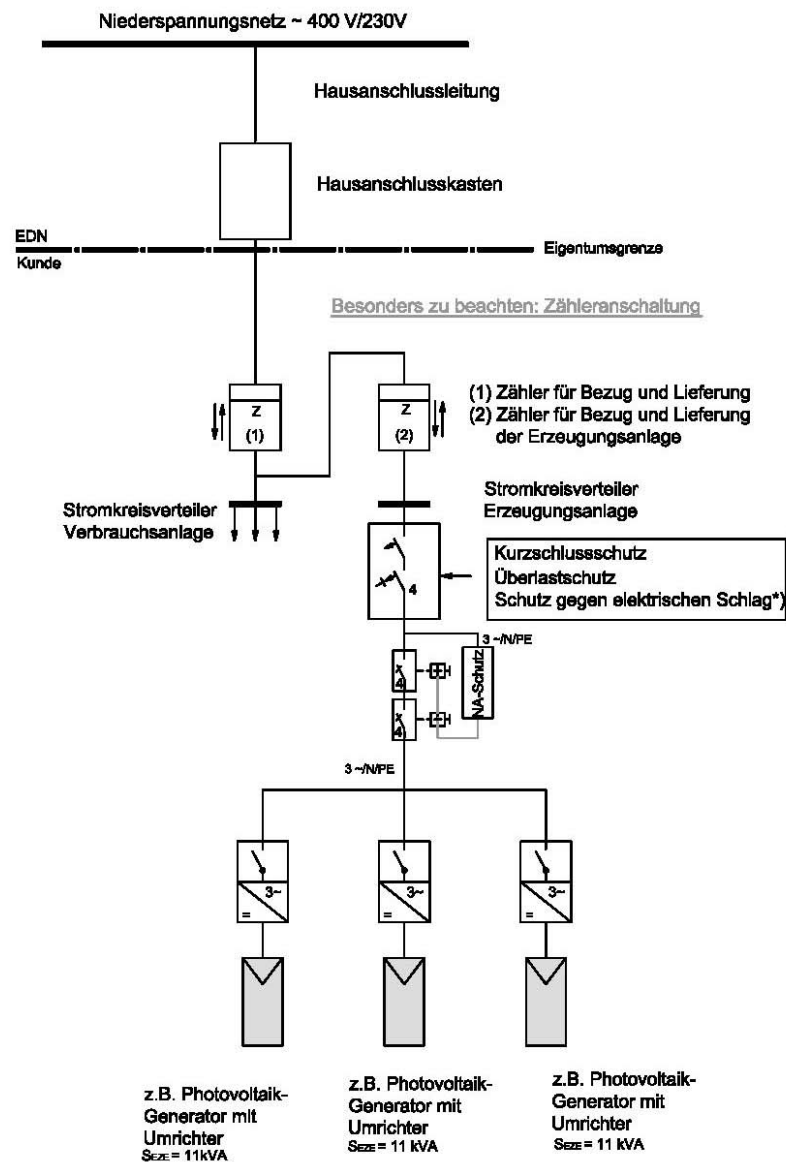 Niederspannungsnetz ~ 400 V/230V
Hausanschlussleitung
Hausanschlusskasten
EDN
Kunde
Eigentumsgrenze
Besonders zu beachten: Zähleranschaltung
Z
(1)
Z
(2)
(1) Zähler für Bezug und Lieferung
(2) Zähler für Bezug und Lieferung
der Erzeugungsanlage
Stromkreisverteiler
Verbrauchsanlage
Stromkreisverteiler
Erzeugungsanlage
4
Kurzschlussschutz
Überlastschutz
Schutz gegen elektrischen Schlag*)
3 ~/N/PE
4
4
NA-Schutz
3 ~/N/PE
3~
=
3~
=
3~
=
z.B. Photovoltaik-
Generator mit
Umrichter
SEZE = 11kVA
z.B. Photovoltaik-
Generator mit
Umrichter
SEZE = 11 kVA
z.B. Photovoltaik-
Generator mit
Umrichter
SEZE = 11 kVA